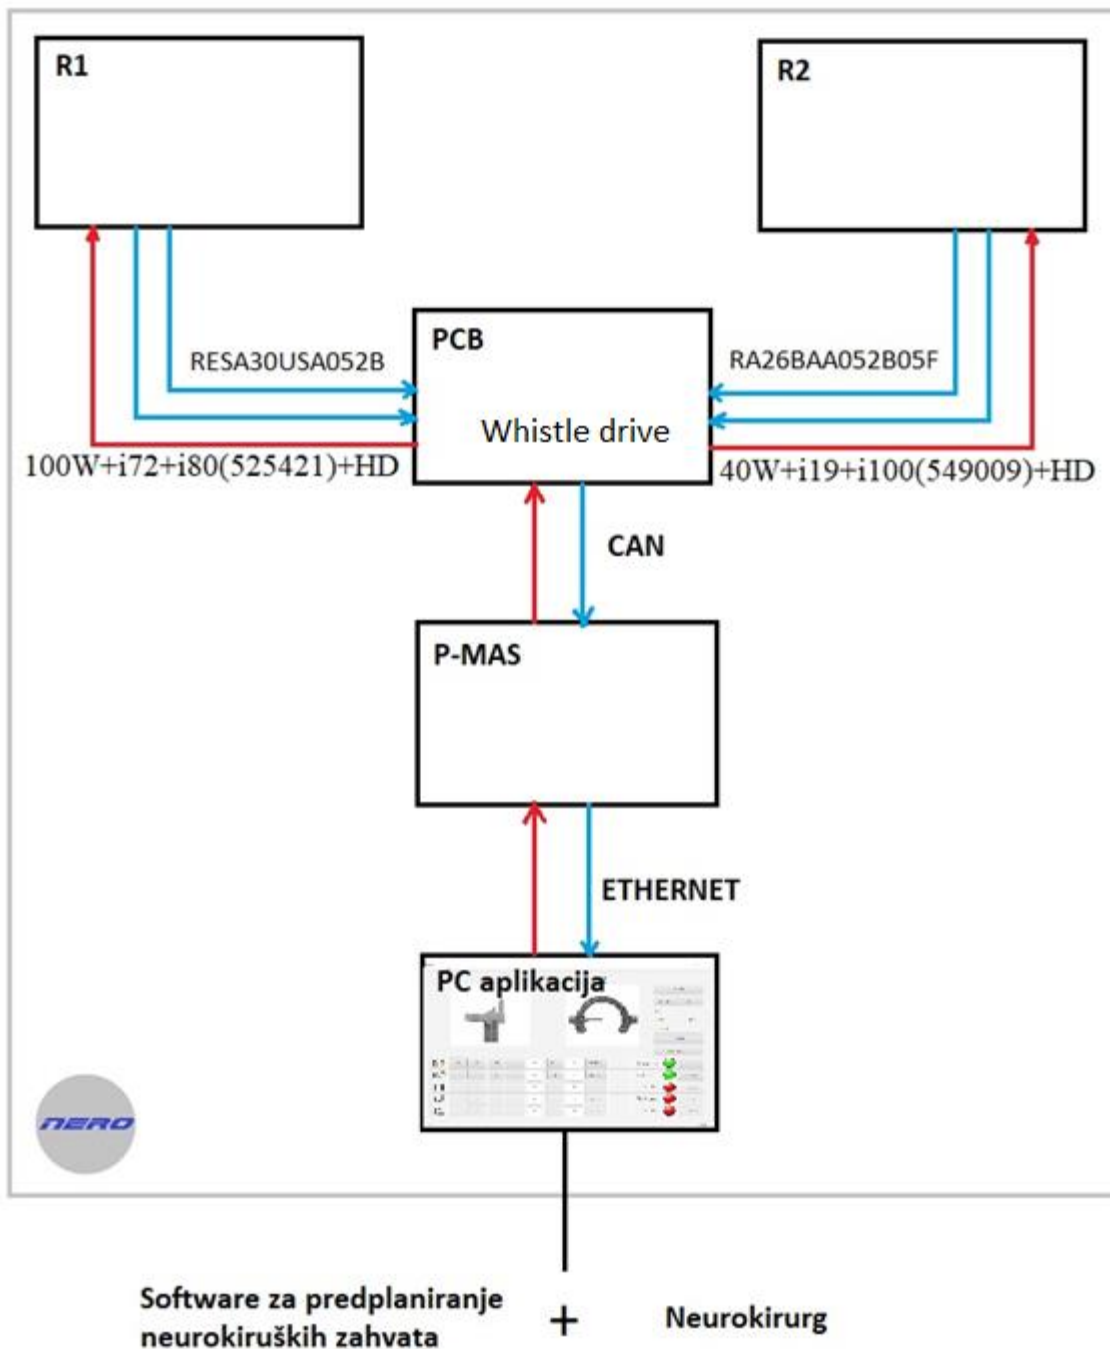 R1
R2
PCB
RESA30USA052B
RA26BAA052B05F
Whistle drive
100W+i72+i80(525421)+HD
40W+i19+i100(549009)+HD
CAN
P-MAS
ETHERNET
PC aplikacija
NERO
Software za predplaniranje
neurokiruških zahvata
+
Neurokirurg